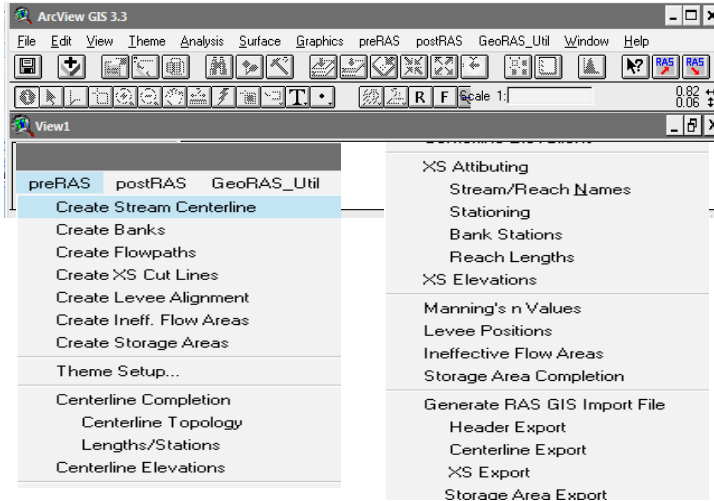 ArcView GIS 3.3
File Edit View Theme Analysis Surface Graphics preRAS postRAS GeoRAS_Util Window Help
RAS RAS
T R F Scale 1: 0.82
0.06
View1
preRAS postRAS GeoRAS_Util
Create Stream Centerline
Create Banks
Create Flowpaths
Create XS Cut Lines
Create Levee Alignment
Create Ineff. Flow Areas
Create Storage Areas
Theme Setup...
Centerline Completion
Centerline Topology
Lengths/Stations
Centerline Elevations
XS Attibuting
Stream/Reach Names
Stationing
Bank Stations
Reach Lengths
XS Elevations
Manning's n Values
Levee Positions
Ineffective Flow Areas
Storage Area Completion
Generate RAS GIS Import File
Header Export
Centerline Export
XS Export
Storage Area Export